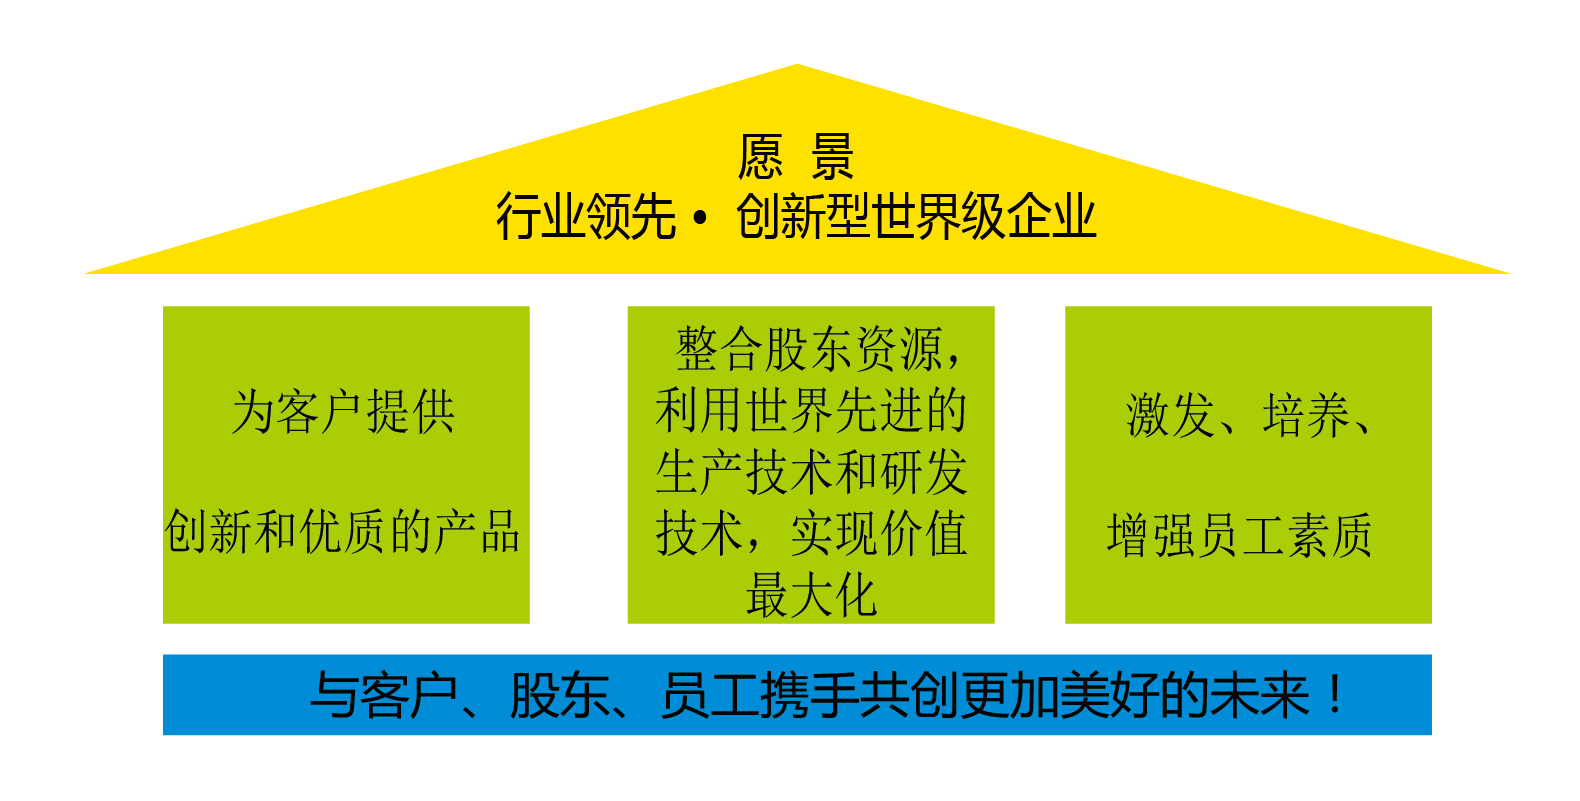 愿 景
行业领先• 创新型世界级企业
为客户提供
创新和优质的产品
整合股东资源，
利用世界先进的
生产技术和研发
技术，实现价值
最大化
激发、培养、
增强员工素质
与客户、股东、员工携手共创更加美好的未来！